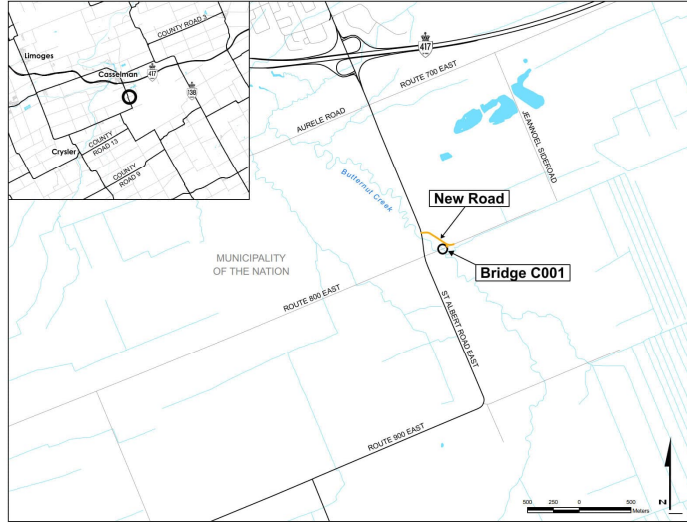 COUNTY ROAD 3
Limoges
Casselman
417
138
Crysler
COUNTY
ROAD 13
COUNTY
ROAD 9
417
ROUTE 700 EAST
AURELE ROAD
JEANNOEL SIDEROAD
Butternut Creek
New Road
Bridge C001
MUNICIPALITY
OF THE NATION
ROUTE 800 EAST
ST ALBERT ROAD EAST
ROUTE 900 EAST
500 250 0 500
Meters
N